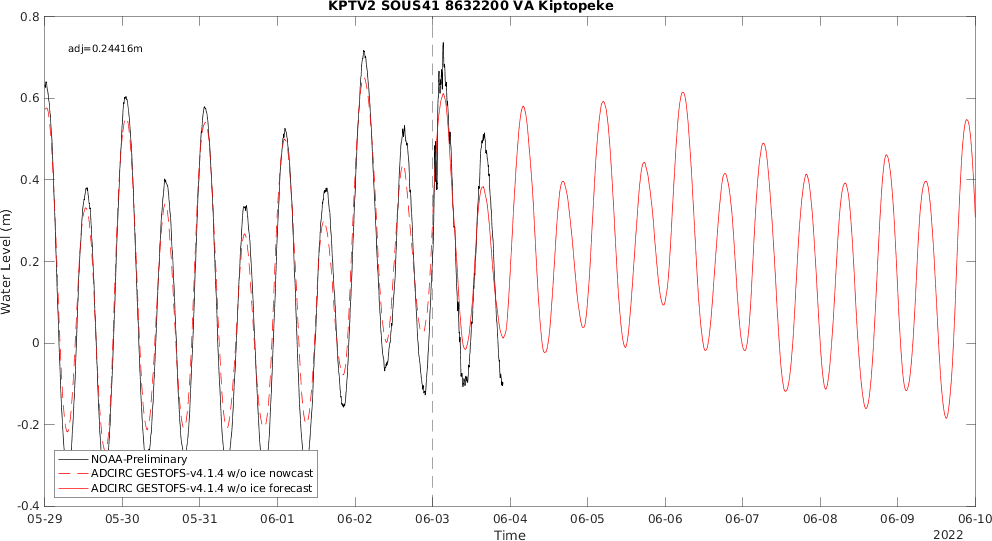 KPTV2 SOUS41 8632200 VA Kiptopeke
adj=0.24416m
0.8
0.6
0.4
0.2
0
-0.2
-0.4
Water Level (m)
NOAA-Preliminary
ADCIRC GESTOFS-v4.1.4 w/o ice nowcast
ADCIRC GESTOFS-v4.1.4 w/o ice forecast
05-29 05-30 05-31 06-01 06-02 06-03 06-04 06-05 06-06 06-07 06-08 06-09 06-10
Time
2022